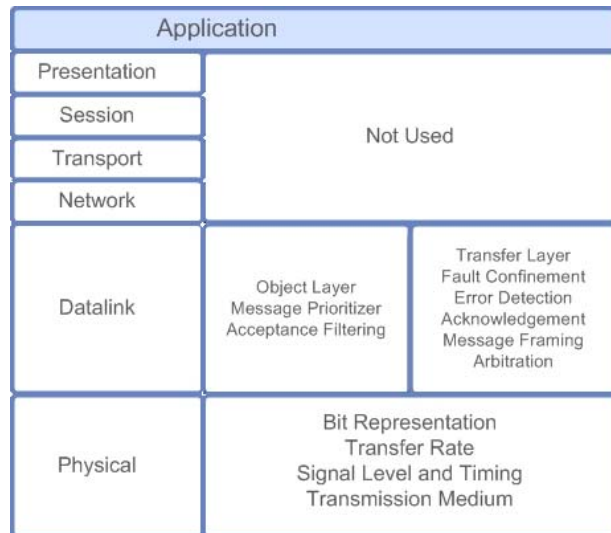 Application
Presentation
Session
Transport
Network
Not Used
Datalink
Object Layer
Message Prioritizer
Acceptance Filtering
Transfer Layer
Fault Confinement
Error Detection
Acknowledgement
Message Framing
Arbitration
Physical
Bit Representation
Transfer Rate
Signal Level and Timing
Transmission Medium